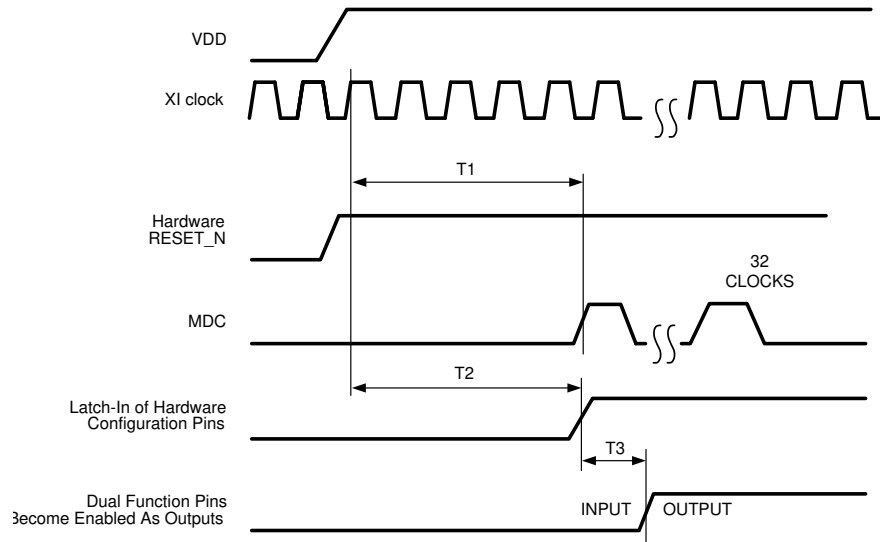 VDD
XI clock
T1
Hardware
RESET_N
32
CLOCKS
MDC
T2
Latch-In of Hardware
Configuration Pins
T3
Dual Function Pins
Become Enabled As Outputs
INPUT
OUTPUT